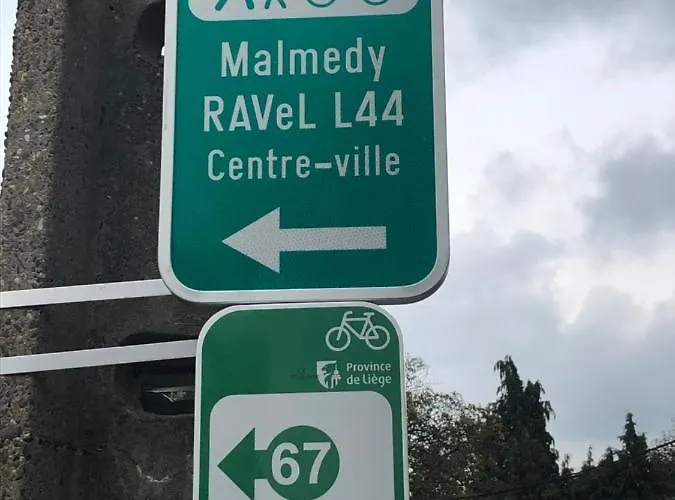 Malmedy
RAVeL L44
Centre-ville
Province
de Liège
67